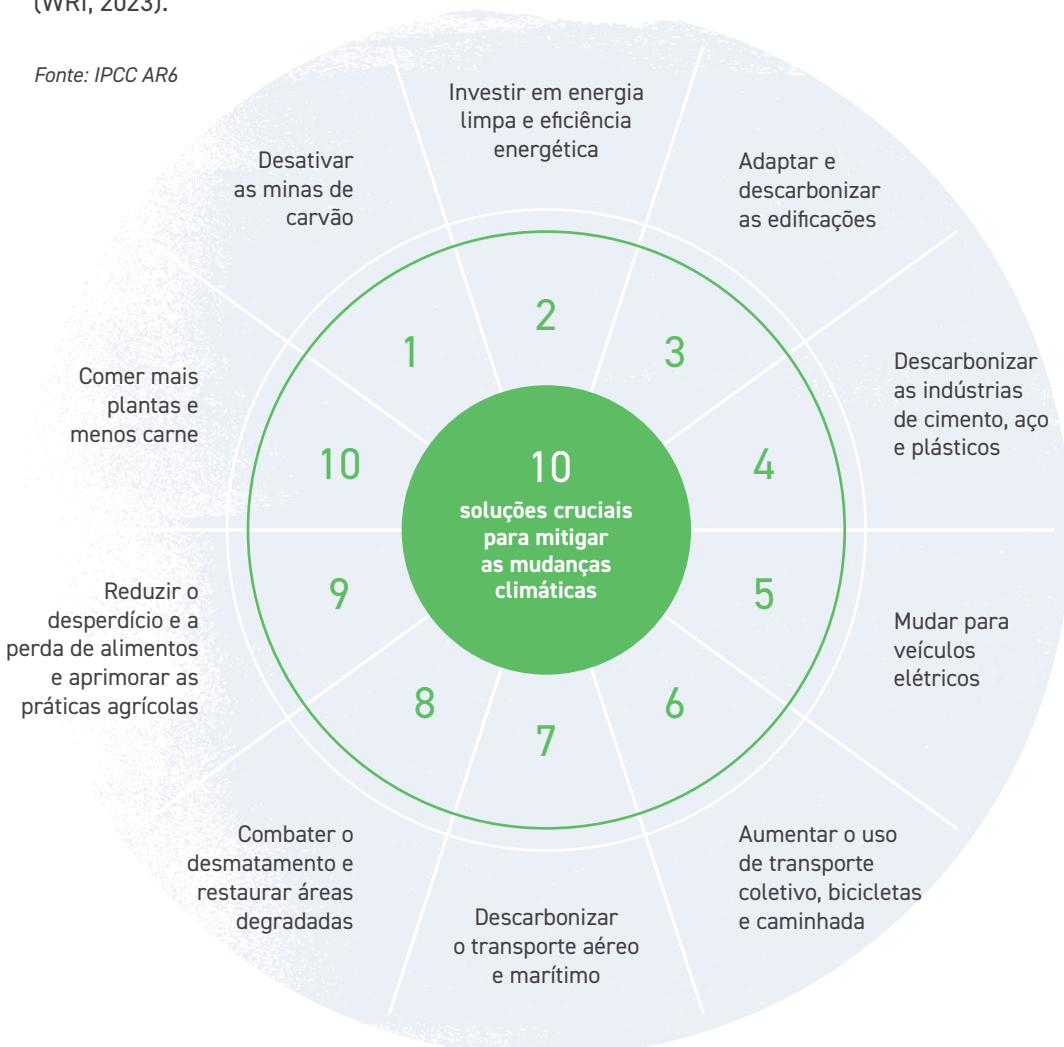 (WRI, 2023).
Fonte: IPCC AR6
10
soluções cruciais
para mitigar
as mudanças
climáticas
1
Desativar
as minas de
carvão
2
Investir em energia
limpa e eficiência
energética
3
Adaptar e
descarbonizar
as edificações
4
Descarbonizar
as indústrias
de cimento, aço
e plásticos
5
Mudar para
veículos
elétricos
6
Aumentar o uso
de transporte
coletivo, bicicletas
e caminhada
7
Descarbonizar
o transporte aéreo
e marítimo
8
Combater o
desmatamento e
restaurar áreas
degradadas
9
Reduzir o
desperdício e a
perda de alimentos
e aprimorar as
práticas agrícolas
10
Comer mais
plantas e
menos carne